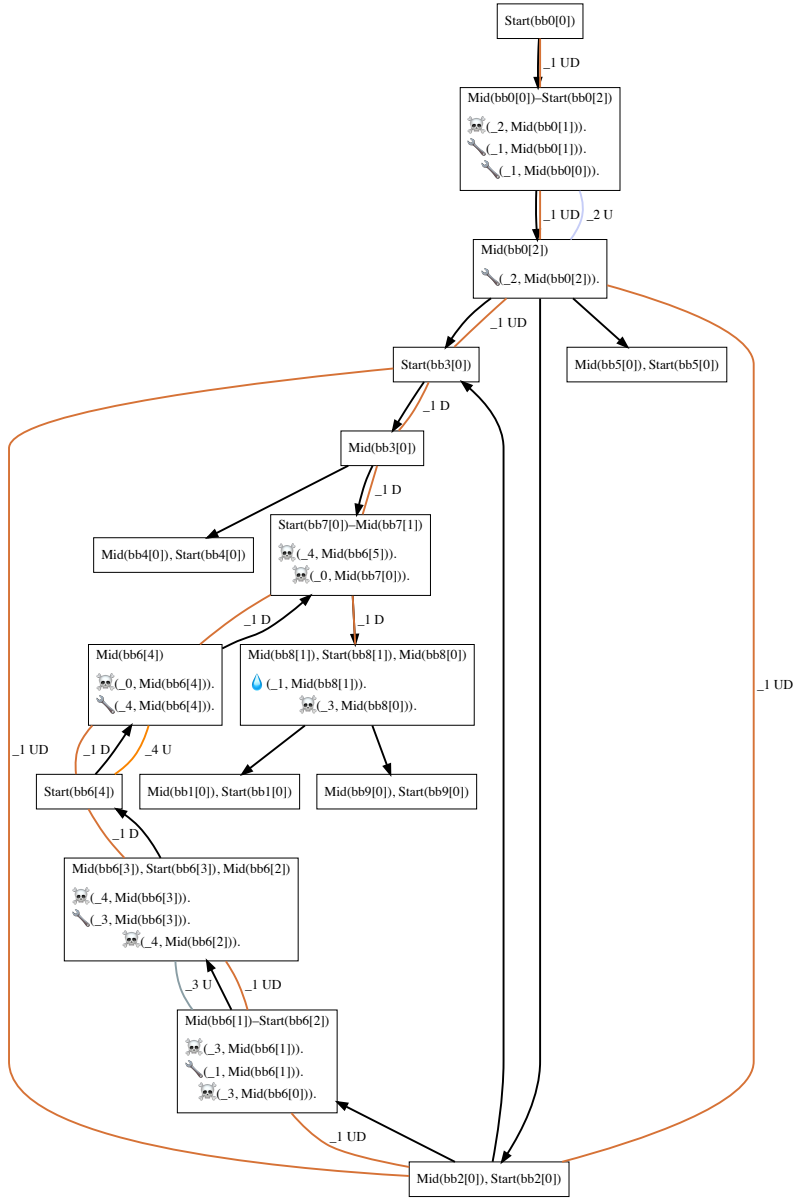 Start(bb0[0])
_1 UD
Mid(bb0[0])–Start(bb0[2])
☠(_2, Mid(bb0[1])).
🔧(_1, Mid(bb0[1])).
🔧(_1, Mid(bb0[0])).
_1 UD
_2 U
Mid(bb0[2])
🔧(_2, Mid(bb0[2])).
_1 UD
Start(bb3[0])
Mid(bb5[0]), Start(bb5[0])
_1 D
Mid(bb3[0])
_1 D
Start(bb7[0])–Mid(bb7[1])
☠(_4, Mid(bb6[5])).
☠(_0, Mid(bb7[0])).
Mid(bb4[0]), Start(bb4[0])
_1 D
_1 D
Mid(bb6[4])
☠(_0, Mid(bb6[4])).
🔧(_4, Mid(bb6[4])).
Mid(bb8[1]), Start(bb8[1]), Mid(bb8[0])
💧(_1, Mid(bb8[1])).
☠(_3, Mid(bb8[0])).
_1 UD
_1 UD
_1 D
_4 U
Start(bb6[4])
Mid(bb1[0]), Start(bb1[0])
Mid(bb9[0]), Start(bb9[0])
_1 D
Mid(bb6[3]), Start(bb6[3]), Mid(bb6[2])
☠(_4, Mid(bb6[3])).
🔧(_3, Mid(bb6[3])).
☠(_4, Mid(bb6[2])).
_3 U
_1 UD
Mid(bb6[1])–Start(bb6[2])
☠(_3, Mid(bb6[1])).
🔧(_1, Mid(bb6[1])).
☠(_3, Mid(bb6[0])).
_1 UD
Mid(bb2[0]), Start(bb2[0])